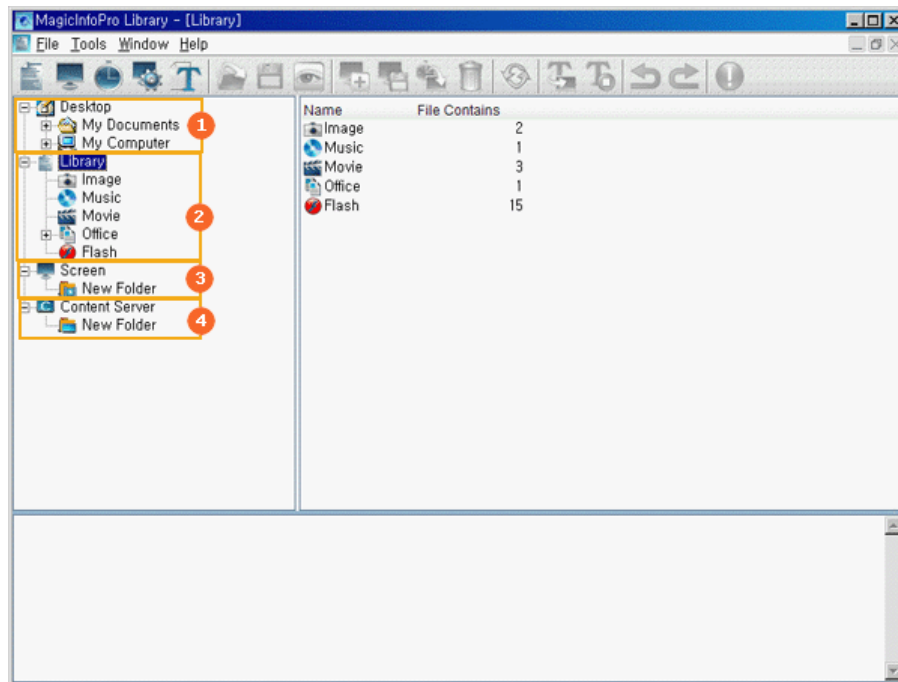 MagicInfoPro Library - [Library]
File Tools Window Help
Desktop
My Documents
My Computer
1
Library
Image
Music
Movie
Office
Flash
2
Screen
New Folder
3
Content Server
New Folder
4
Name File Contains
Image 2
Music 1
Movie 3
Office 1
Flash 15